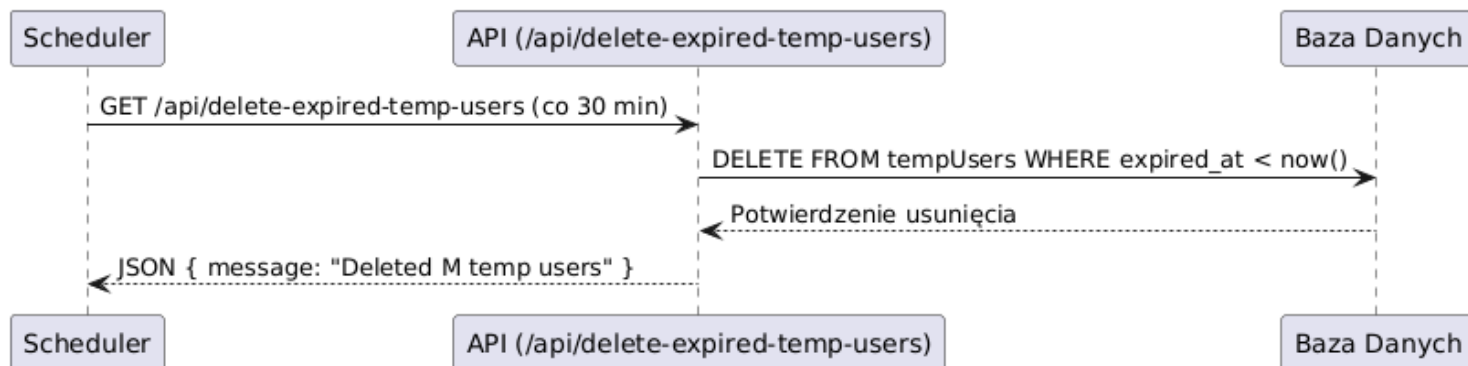 Scheduler
API (/api/delete-expired-temp-users)
Baza Danych
GET /api/delete-expired-temp-users (co 30 min)
DELETE FROM tempUsers WHERE expired_at < now()
Potwierdzenie usunięcia
JSON { message: "Deleted M temp users" }
Scheduler
API (/api/delete-expired-temp-users)
Baza Danych